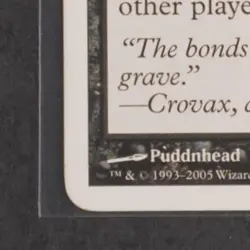 other playe
“The bonds
grave.”
—Crovax, a
Puddnhead
™ & © 1993–2005 Wizar